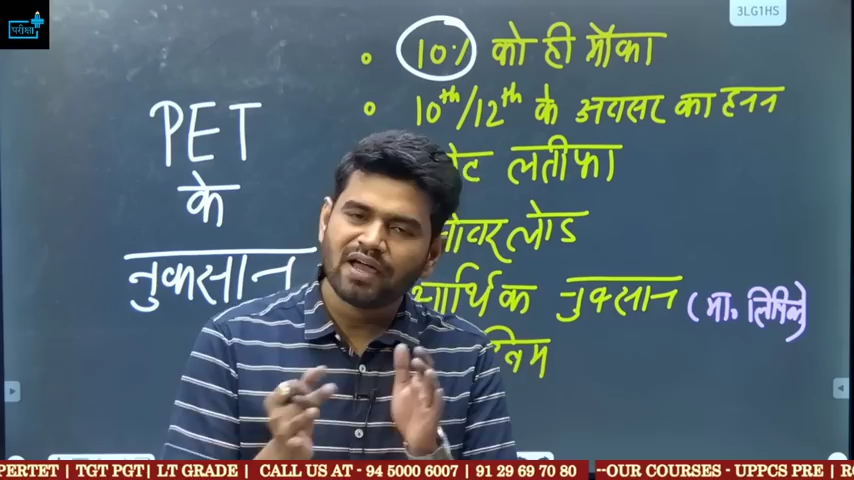 परीक्षा
3LG1HS
PET
के
नुकसान
• 10% को ही मौका
• 10th/12th के अवसर का हनन
लतीफा
ओवरलोड
आर्थिक नुकसान (मा. लिपिक)
PERTET | TGT PGT| LT GRADE | CALL US AT - 94 5000 6007 | 91 29 69 70 80 --OUR COURSES - UPPCS PRE | RO